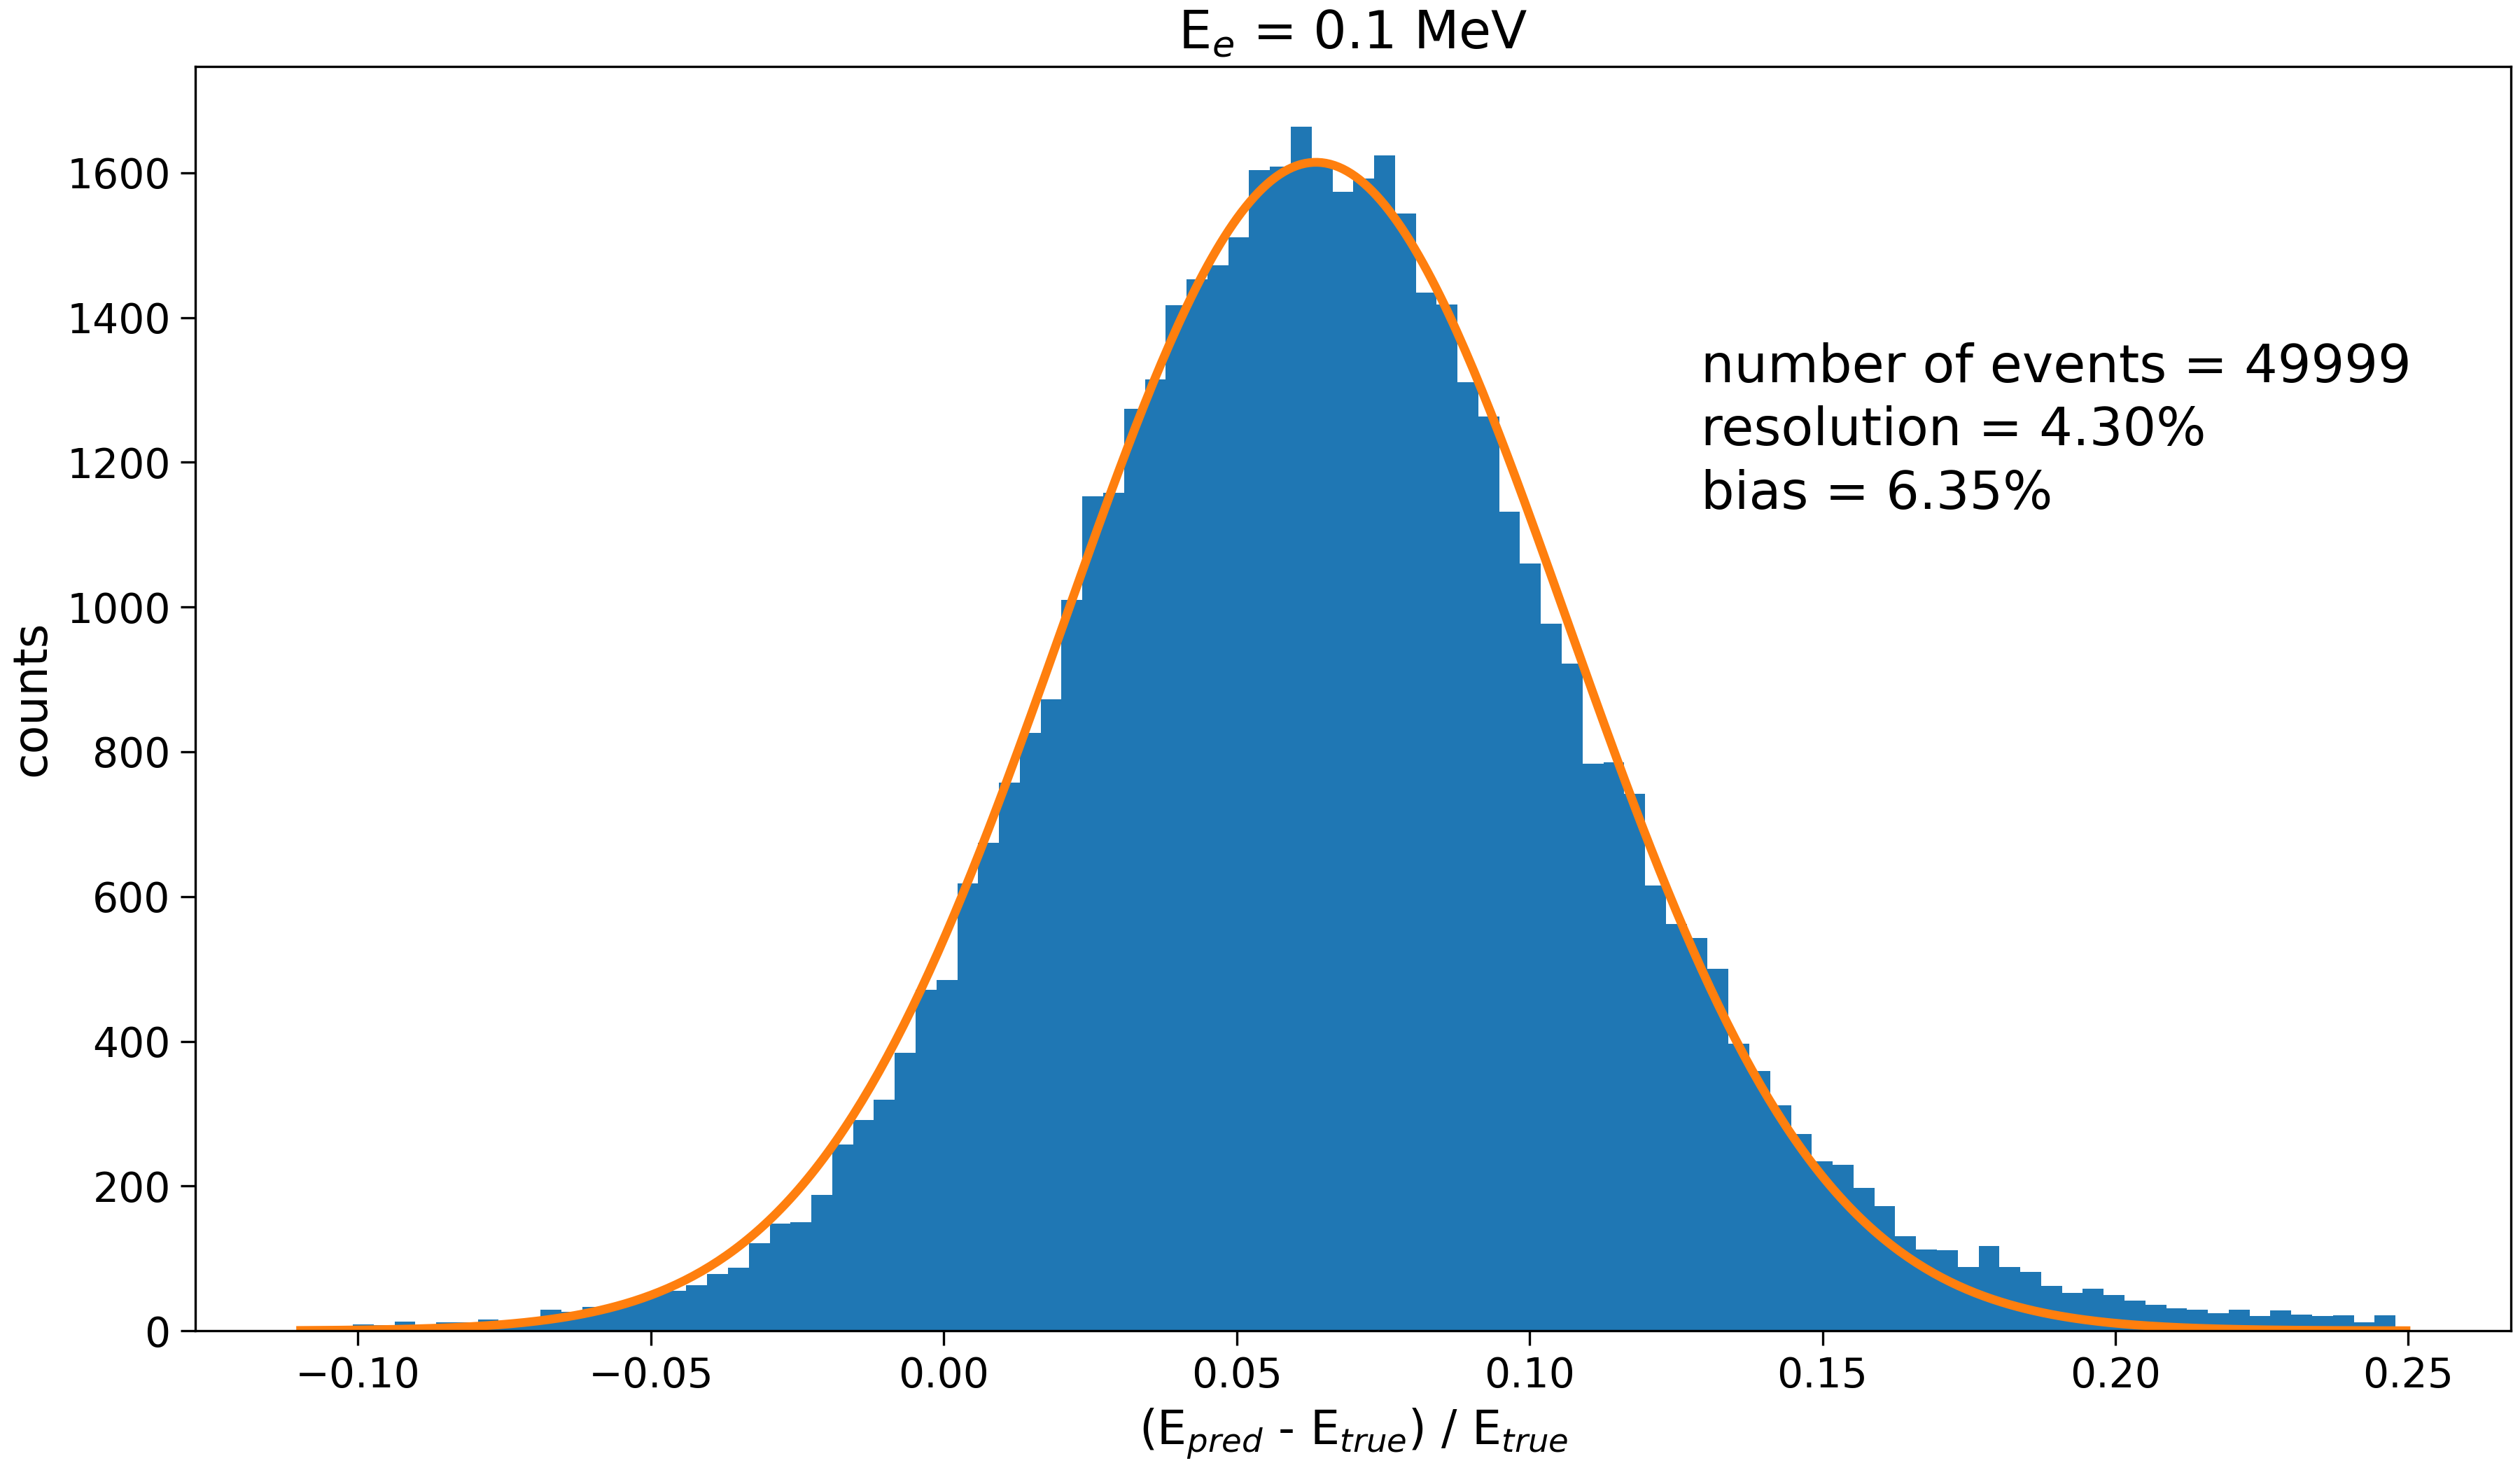 E_e = 0.1 MeV
1600
1400
1200
1000
800
600
400
200
0
counts
number of events = 49999
resolution = 4.30%
bias = 6.35%
−0.10 −0.05 0.00 0.05 0.10 0.15 0.20 0.25
(E_pred - E_true) / E_true